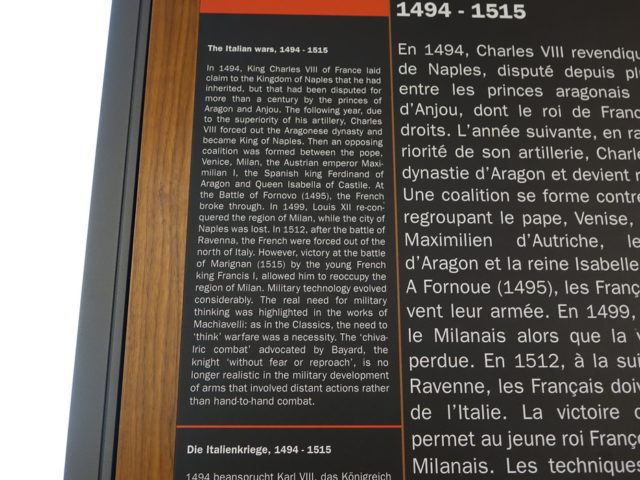 The Italian wars, 1494 - 1515
In 1494, King Charles VIII of France laid
claim to the Kingdom of Naples that he had
inherited, but that had been disputed for
more than a century by the princes of
Aragon and Anjou. The following year, due
to the superiority of his artillery, Charles
VIII forced out the Aragonese dynasty and
became King of Naples. Then an opposing
coalition was formed between the pope,
Venice, Milan, the Austrian emperor Maxi-
milian I, the Spanish king Ferdinand of
Aragon and Queen Isabella of Castile. At
the Battle of Fornovo (1495), the French
broke through. In 1499, Louis XII re-con-
quered the region of Milan, while the city of
Naples was lost. In 1512, after the battle of
Ravenna, the French were forced out of the
north of Italy. However, victory at the battle
of Marignan (1515) by the young French
king Francis I, allowed him to reoccupy the
region of Milan. Military technology evolved
considerably. The real need for military
thinking was highlighted in the works of
Machiavelli: as in the Classics, the need to
'think' warfare was a necessity. The 'chiva-
lric combat' advocated by Bayard, the
knight 'without fear or reproach', is no
longer realistic in the military development
of arms that involved distant actions rather
than hand-to-hand combat.
Die Italienkriege, 1494 - 1515
1494 beansprucht Karl VIII. das Königreich
1494 - 1515
En 1494, Charles VIII revendiqu
de Naples, disputé depuis pl
entre les princes aragonais
d'Anjou, dont le roi de Franc
droits. L'année suivante, en re
riorité de son artillerie, Charle
dynastie d'Aragon et devient r
Une coalition se forme contre
regroupant le pape, Venise,
Maximilien d'Autriche, le
d'Aragon et la reine Isabelle
A Fornoue (1495), les Franç
vent leur armée. En 1499,
le Milanais alors que la v
perdue. En 1512, à la sui
Ravenne, les Français doiv
de l'Italie. La victoire d
permet au jeune roi Franço
Milanais. Les techniques